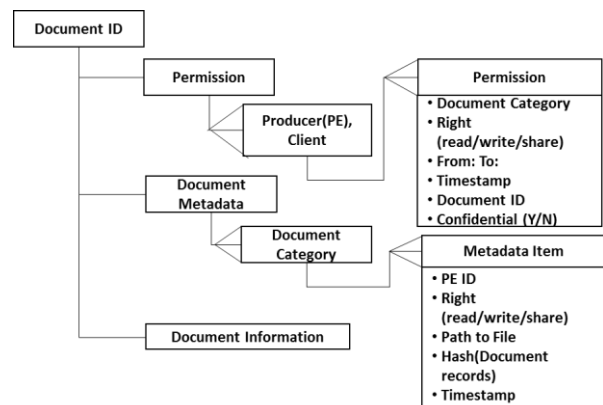 Document ID
Permission
Producer(PE),
Client
Document
Metadata
Document
Category
Document Information
Permission
• Document Category
• Right
(read/write/share)
• From: To:
• Timestamp
• Document ID
• Confidential (Y/N)
Metadata Item
• PE ID
• Right
(read/write/share)
• Path to File
• Hash(Document
records)
• Timestamp